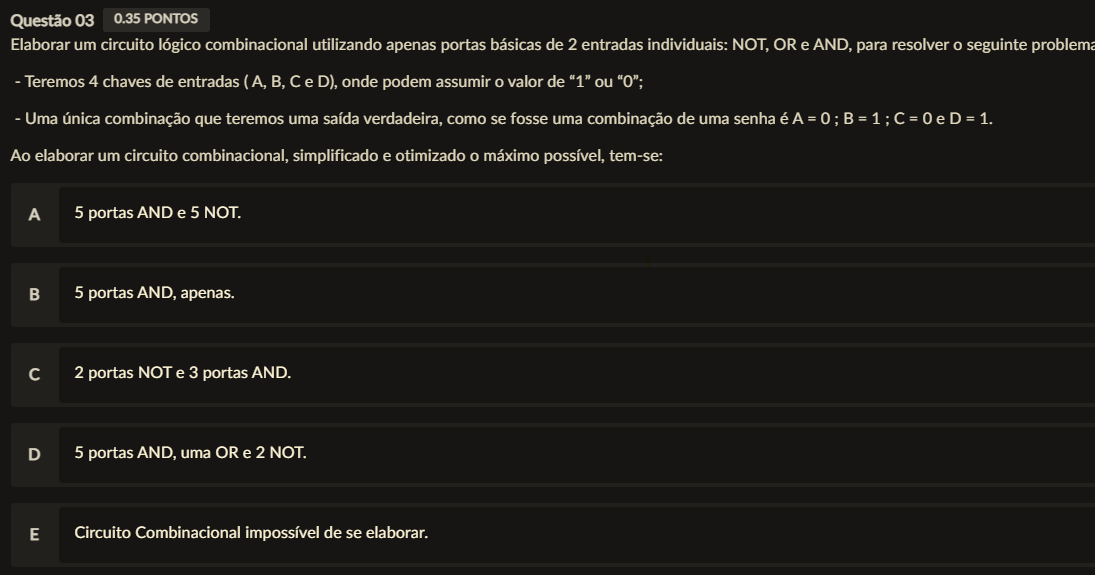 Questão 03 0.35 PONTOS
Elaborar um circuito lógico combinacional utilizando apenas portas básicas de 2 entradas individuais: NOT, OR e AND, para resolver o seguinte problema
- Teremos 4 chaves de entradas ( A, B, C e D), onde podem assumir o valor de “1” ou “0”;
- Uma única combinação que teremos uma saída verdadeira, como se fosse uma combinação de uma senha é A = 0 ; B = 1 ; C = 0 e D = 1.
Ao elaborar um circuito combinacional, simplificado e otimizado o máximo possível, tem-se:
A 5 portas AND e 5 NOT.
B 5 portas AND, apenas.
C 2 portas NOT e 3 portas AND.
D 5 portas AND, uma OR e 2 NOT.
E Circuito Combinacional impossível de se elaborar.